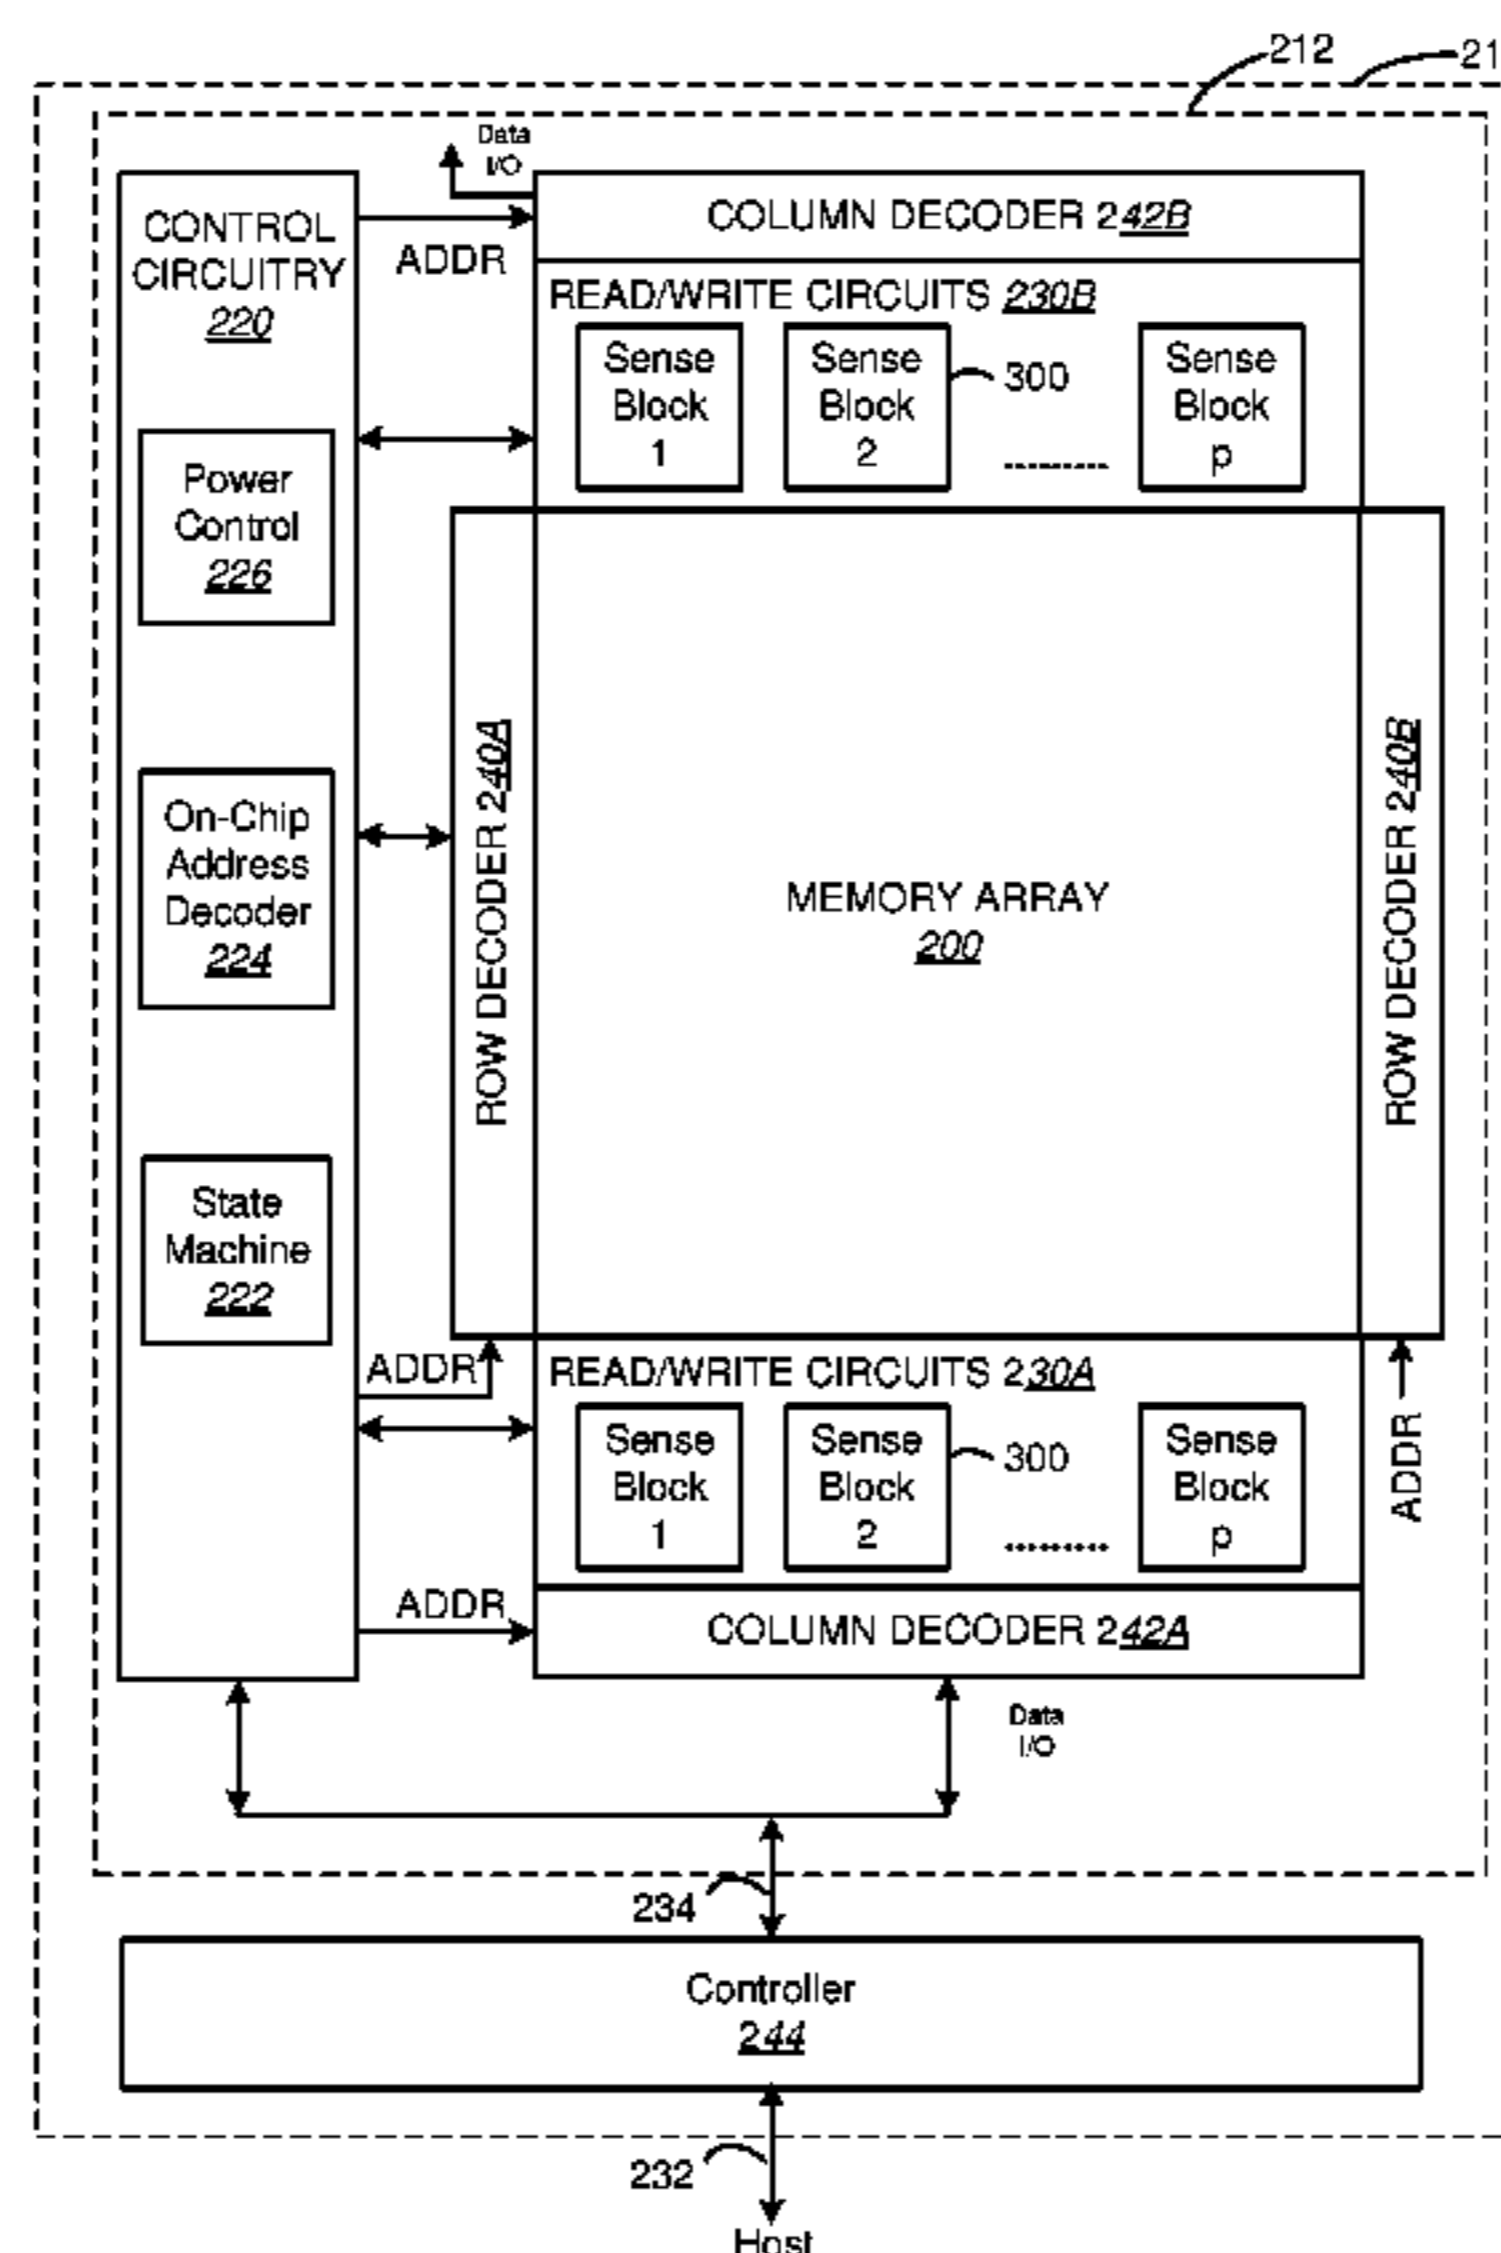 212
21
Data
I/O
CONTROL
CIRCUITRY
220
ADDR
COLUMN DECODER 242B
READ/WRITE CIRCUITS 230B
Sense
Block
1
Sense
Block
2
300
.........
Sense
Block
p
Power
Control
226
On-Chip
Address
Decoder
224
State
Machine
222
ROW DECODER 240A
MEMORY ARRAY
200
ROW DECODER 240B
ADDR
READ/WRITE CIRCUITS 230A
Sense
Block
1
Sense
Block
2
300
.........
Sense
Block
p
ADDR
ADDR
COLUMN DECODER 242A
Data
I/O
234
Controller
244
232
Host